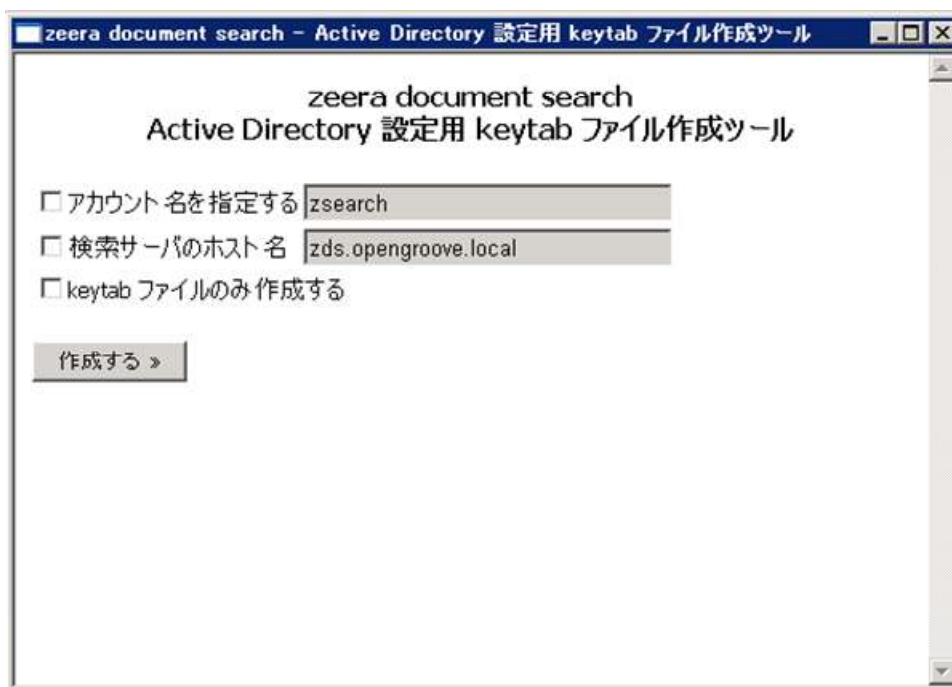 zeera document search - Active Directory 設定用 keytab ファイル作成ツール
zeera document search
Active Directory 設定用 keytab ファイル作成ツール
アカウント名を指定する zsearch
検索サーバのホスト名 zds.opengroove.local
keytab ファイルのみ作成する
作成する »